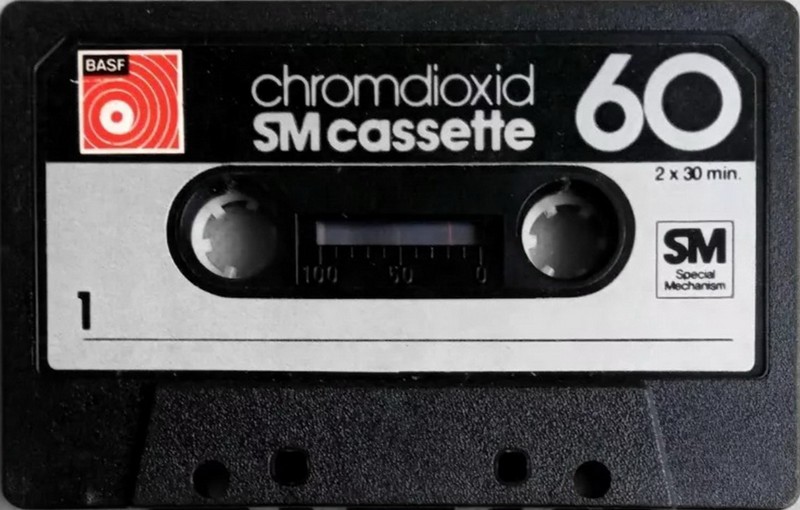 BASF
chromdioxid
SM cassette
60
2 x 30 min.
100 50 0
SM
Special
Mechanism
1